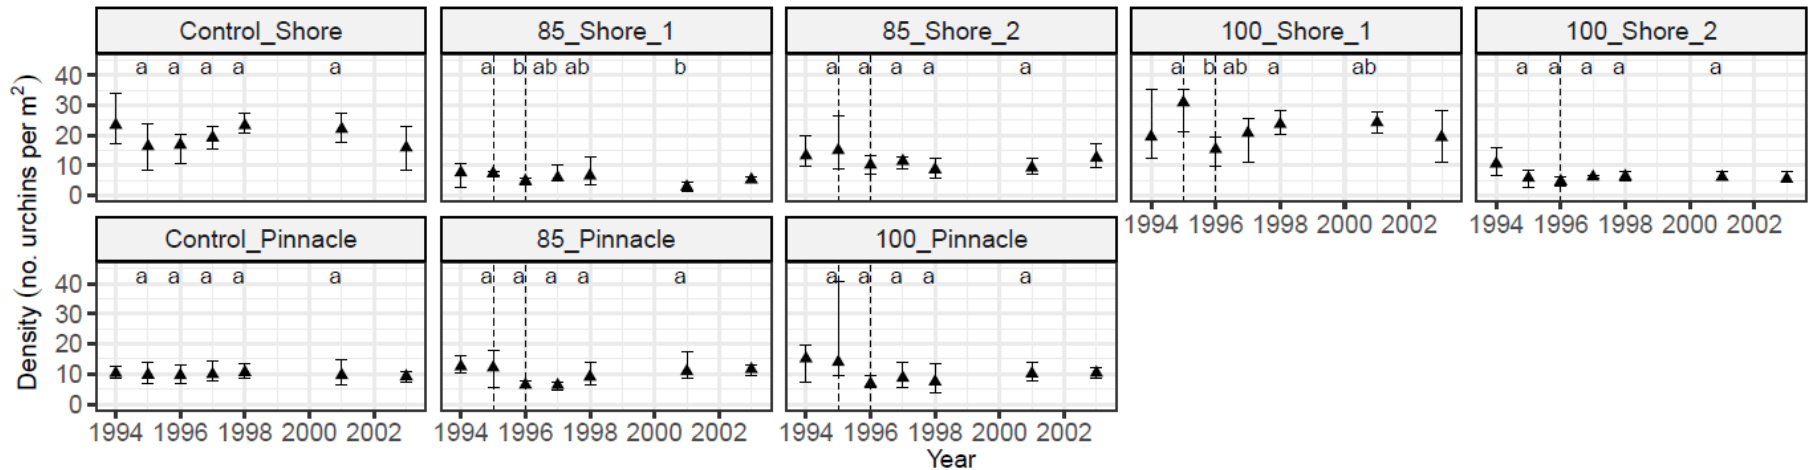 Control_Shore 85_Shore_1 85_Shore_2 100_Shore_1 100_Shore_2
a a a a a a b ab ab b a a a a a a b ab a ab a a a a a
40
30
20
10
0
1994 1996 1998 2000 2002 1994 1996 1998 2000 2002
Control_Pinnacle 85_Pinnacle 100_Pinnacle
a a a a a a a a a a a a a a a
40
30
20
10
0
1994 1996 1998 2000 2002 1994 1996 1998 2000 2002 1994 1996 1998 2000 2002
Density (no. urchins per m²)
Year